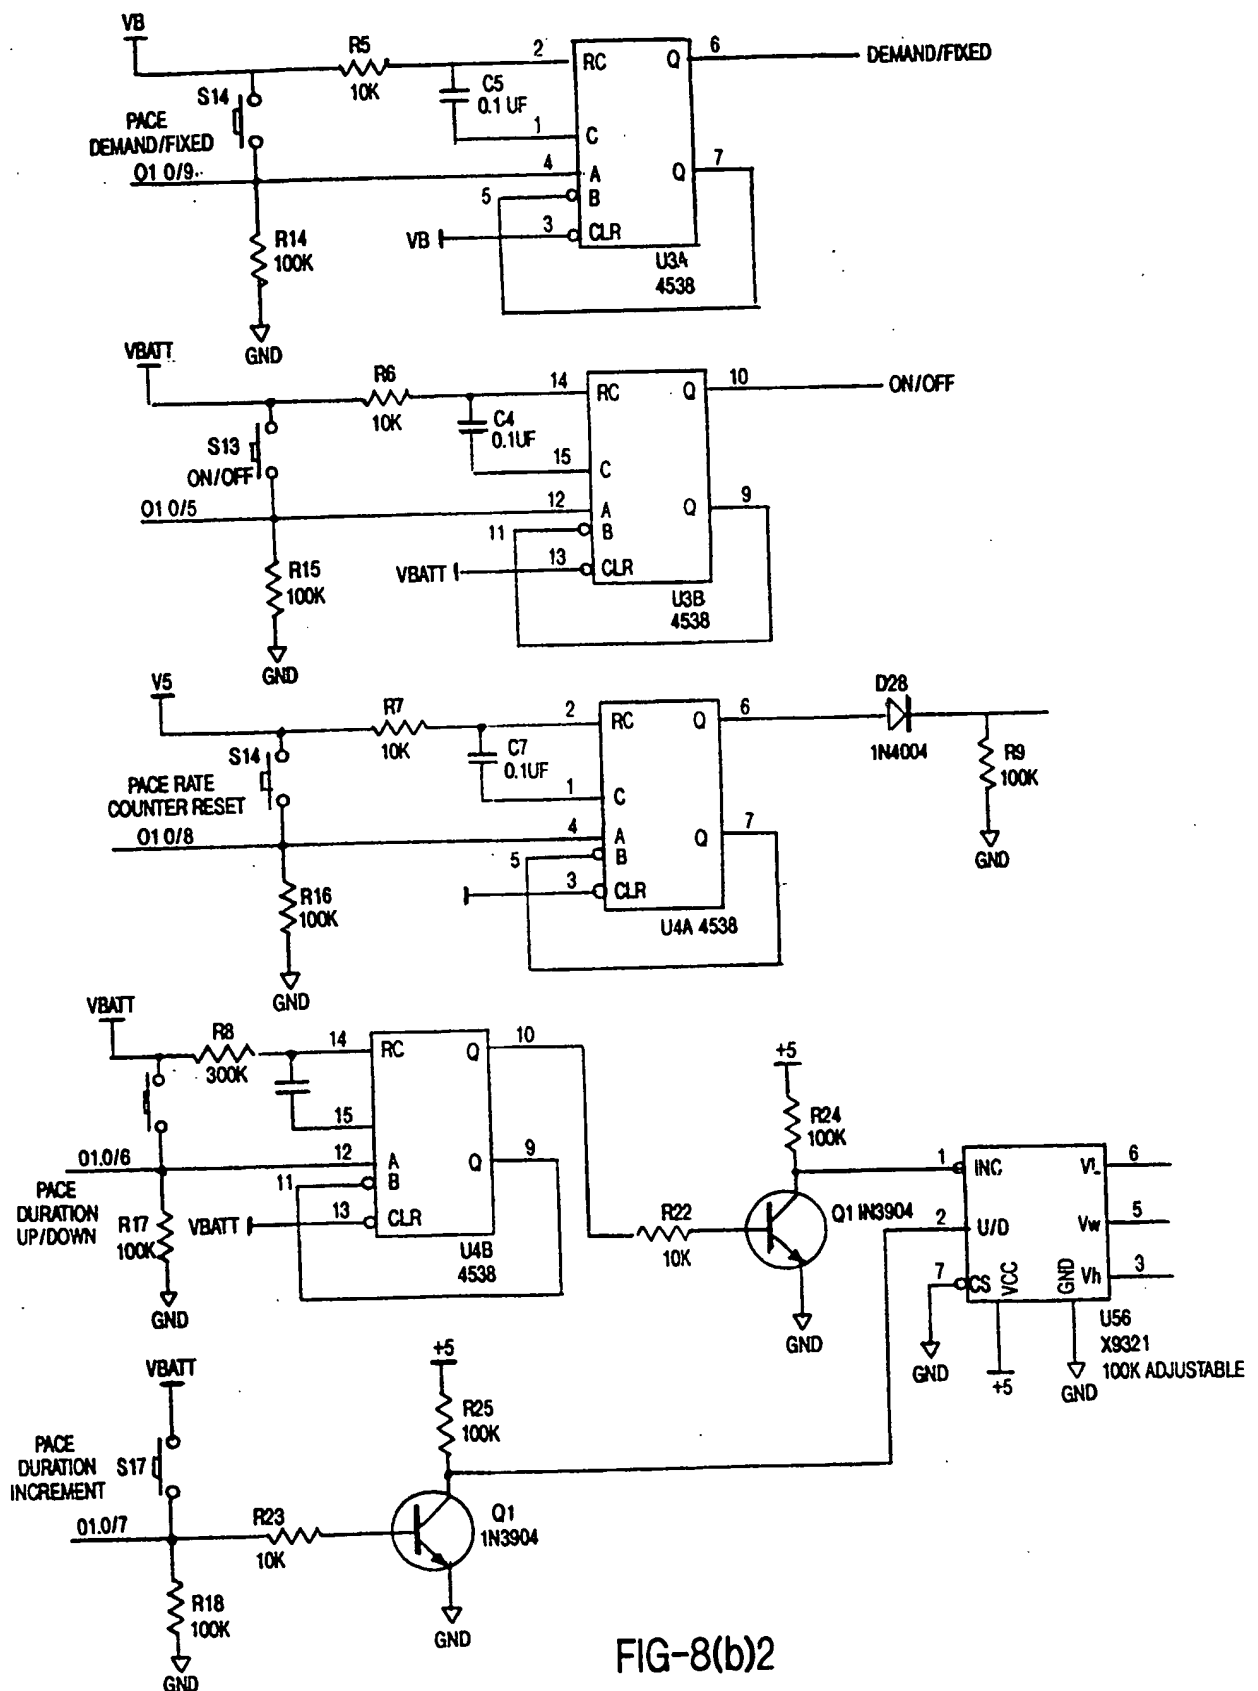 VB
R5
10K
2
RC
Q
6
DEMAND/FIXED
C5
0.1 UF
S14
PACE
DEMAND/FIXED
1
C
O1 0/9
4
A
Q
7
5
B
VB
3
CLR
R14
100K
U3A
4538
GND
VBATT
R6
10K
14
RC
Q
10
ON/OFF
C4
0.1UF
S13
ON/OFF
15
C
O1 0/5
12
A
Q
9
11
B
VBATT
13
CLR
R15
100K
U3B
4538
GND
V5
R7
10K
2
RC
Q
6
D28
1N4004
R9
100K
GND
C7
0.1UF
S14
PACE RATE
COUNTER RESET
1
C
O1 0/8
4
A
Q
7
5
B
3
CLR
R16
100K
U4A 4538
GND
VBATT
R8
300K
14
RC
Q
10
15
01.0/6
12
A
Q
9
11
B
PACE
DURATION
UP/DOWN
R17
100K
VBATT
13
CLR
U4B
4538
GND
+5
R24
100K
R22
10K
Q1 1N3904
GND
1
INC
VL
6
2
U/D
Vw
5
7
CS
VCC
GND
Vh
3
GND
+5
GND
U56
X9321
100K ADJUSTABLE
VBATT
PACE
DURATION
INCREMENT
S17
+5
R25
100K
01.0/7
R23
10K
Q1
1N3904
R18
100K
GND
GND
FIG-8(b)2